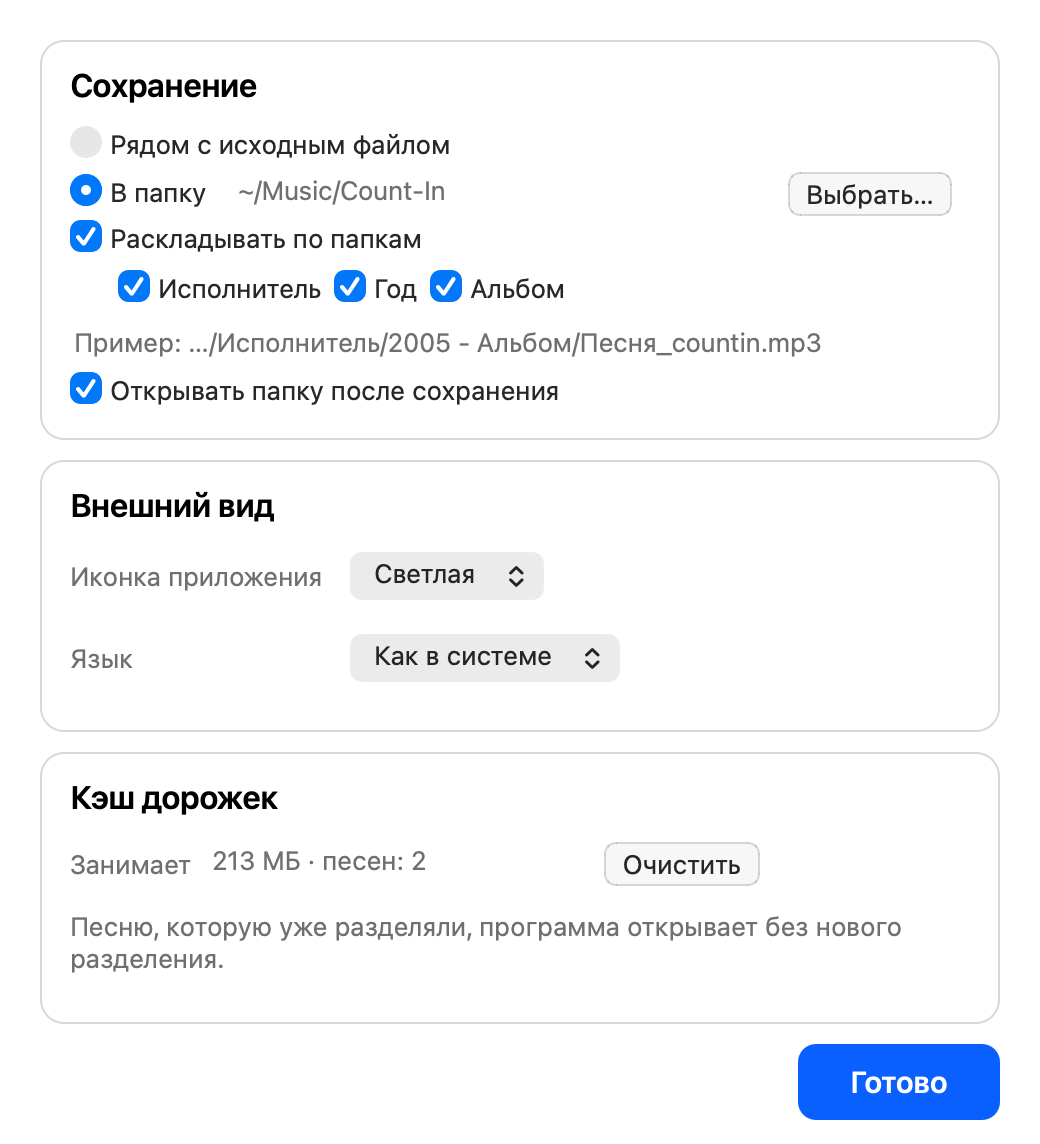 Сохранение
Рядом с исходным файлом
В папку ~/Music/Count-In Выбрать...
Раскладывать по папкам
Исполнитель Год Альбом
Пример: .../Исполнитель/2005 - Альбом/Песня_countin.mp3
Открывать папку после сохранения
Внешний вид
Иконка приложения Светлая
Язык Как в системе
Кэш дорожек
Занимает 213 МБ · песен: 2 Очистить
Песню, которую уже разделяли, программа открывает без нового
разделения.
Готово